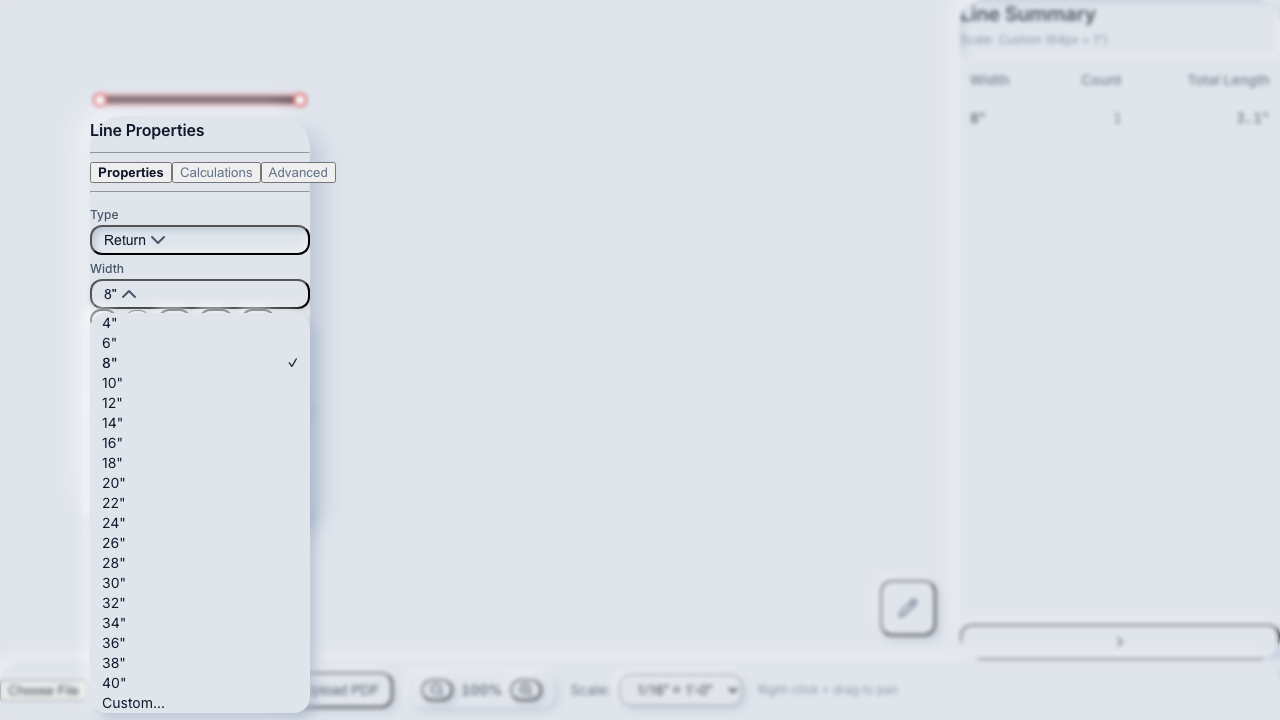 Line Summary
Scale: Custom (64px = 1")
Width Count Total Length
8" 1 3.1"
Line Properties
Properties Calculations Advanced
Type
Return
Width
8"
4"
6"
8" ✓
10"
12"
14"
16"
18"
20"
22"
24"
26"
28"
30"
32"
34"
36"
38"
40"
Custom...
Choose File
pload PDF
100%
Scale:
1/16" = 1'-0"
Right-click + drag to pan